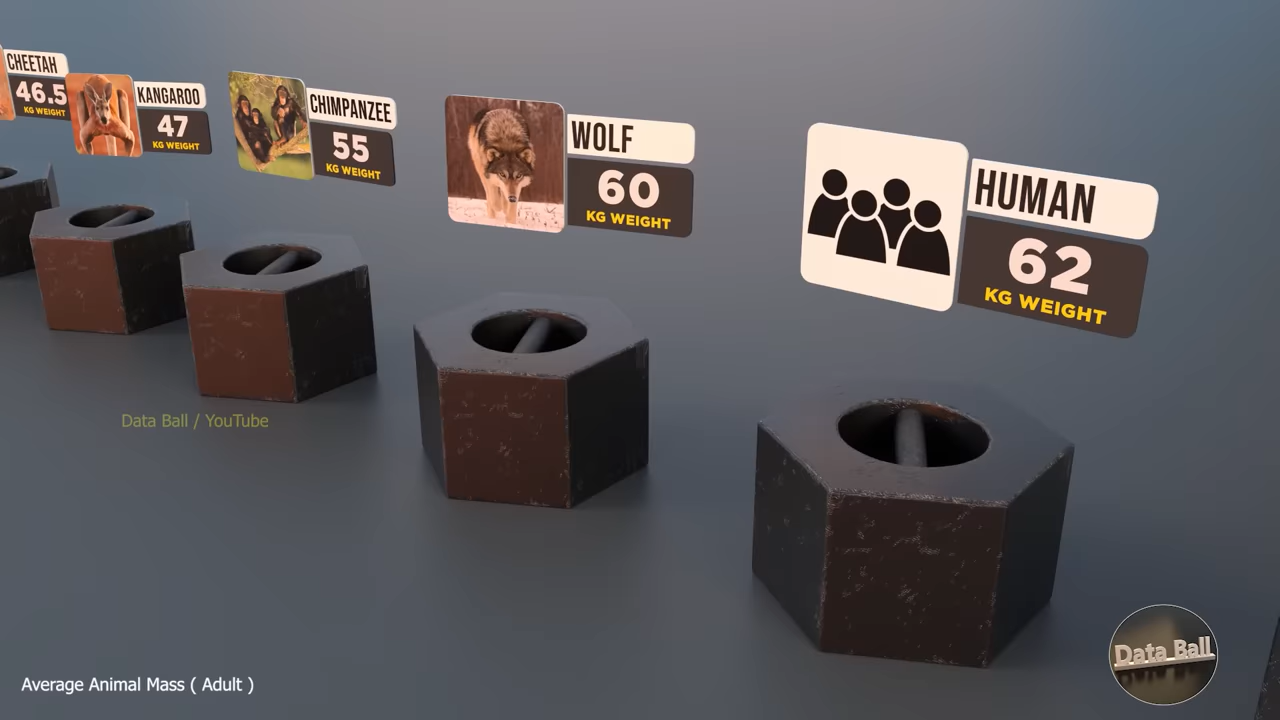 CHEETAH
46.5
KG WEIGHT
KANGAROO
47
KG WEIGHT
CHIMPANZEE
55
KG WEIGHT
WOLF
60
KG WEIGHT
HUMAN
62
KG WEIGHT
Data Ball / YouTube
Data Ball
Average Animal Mass ( Adult )